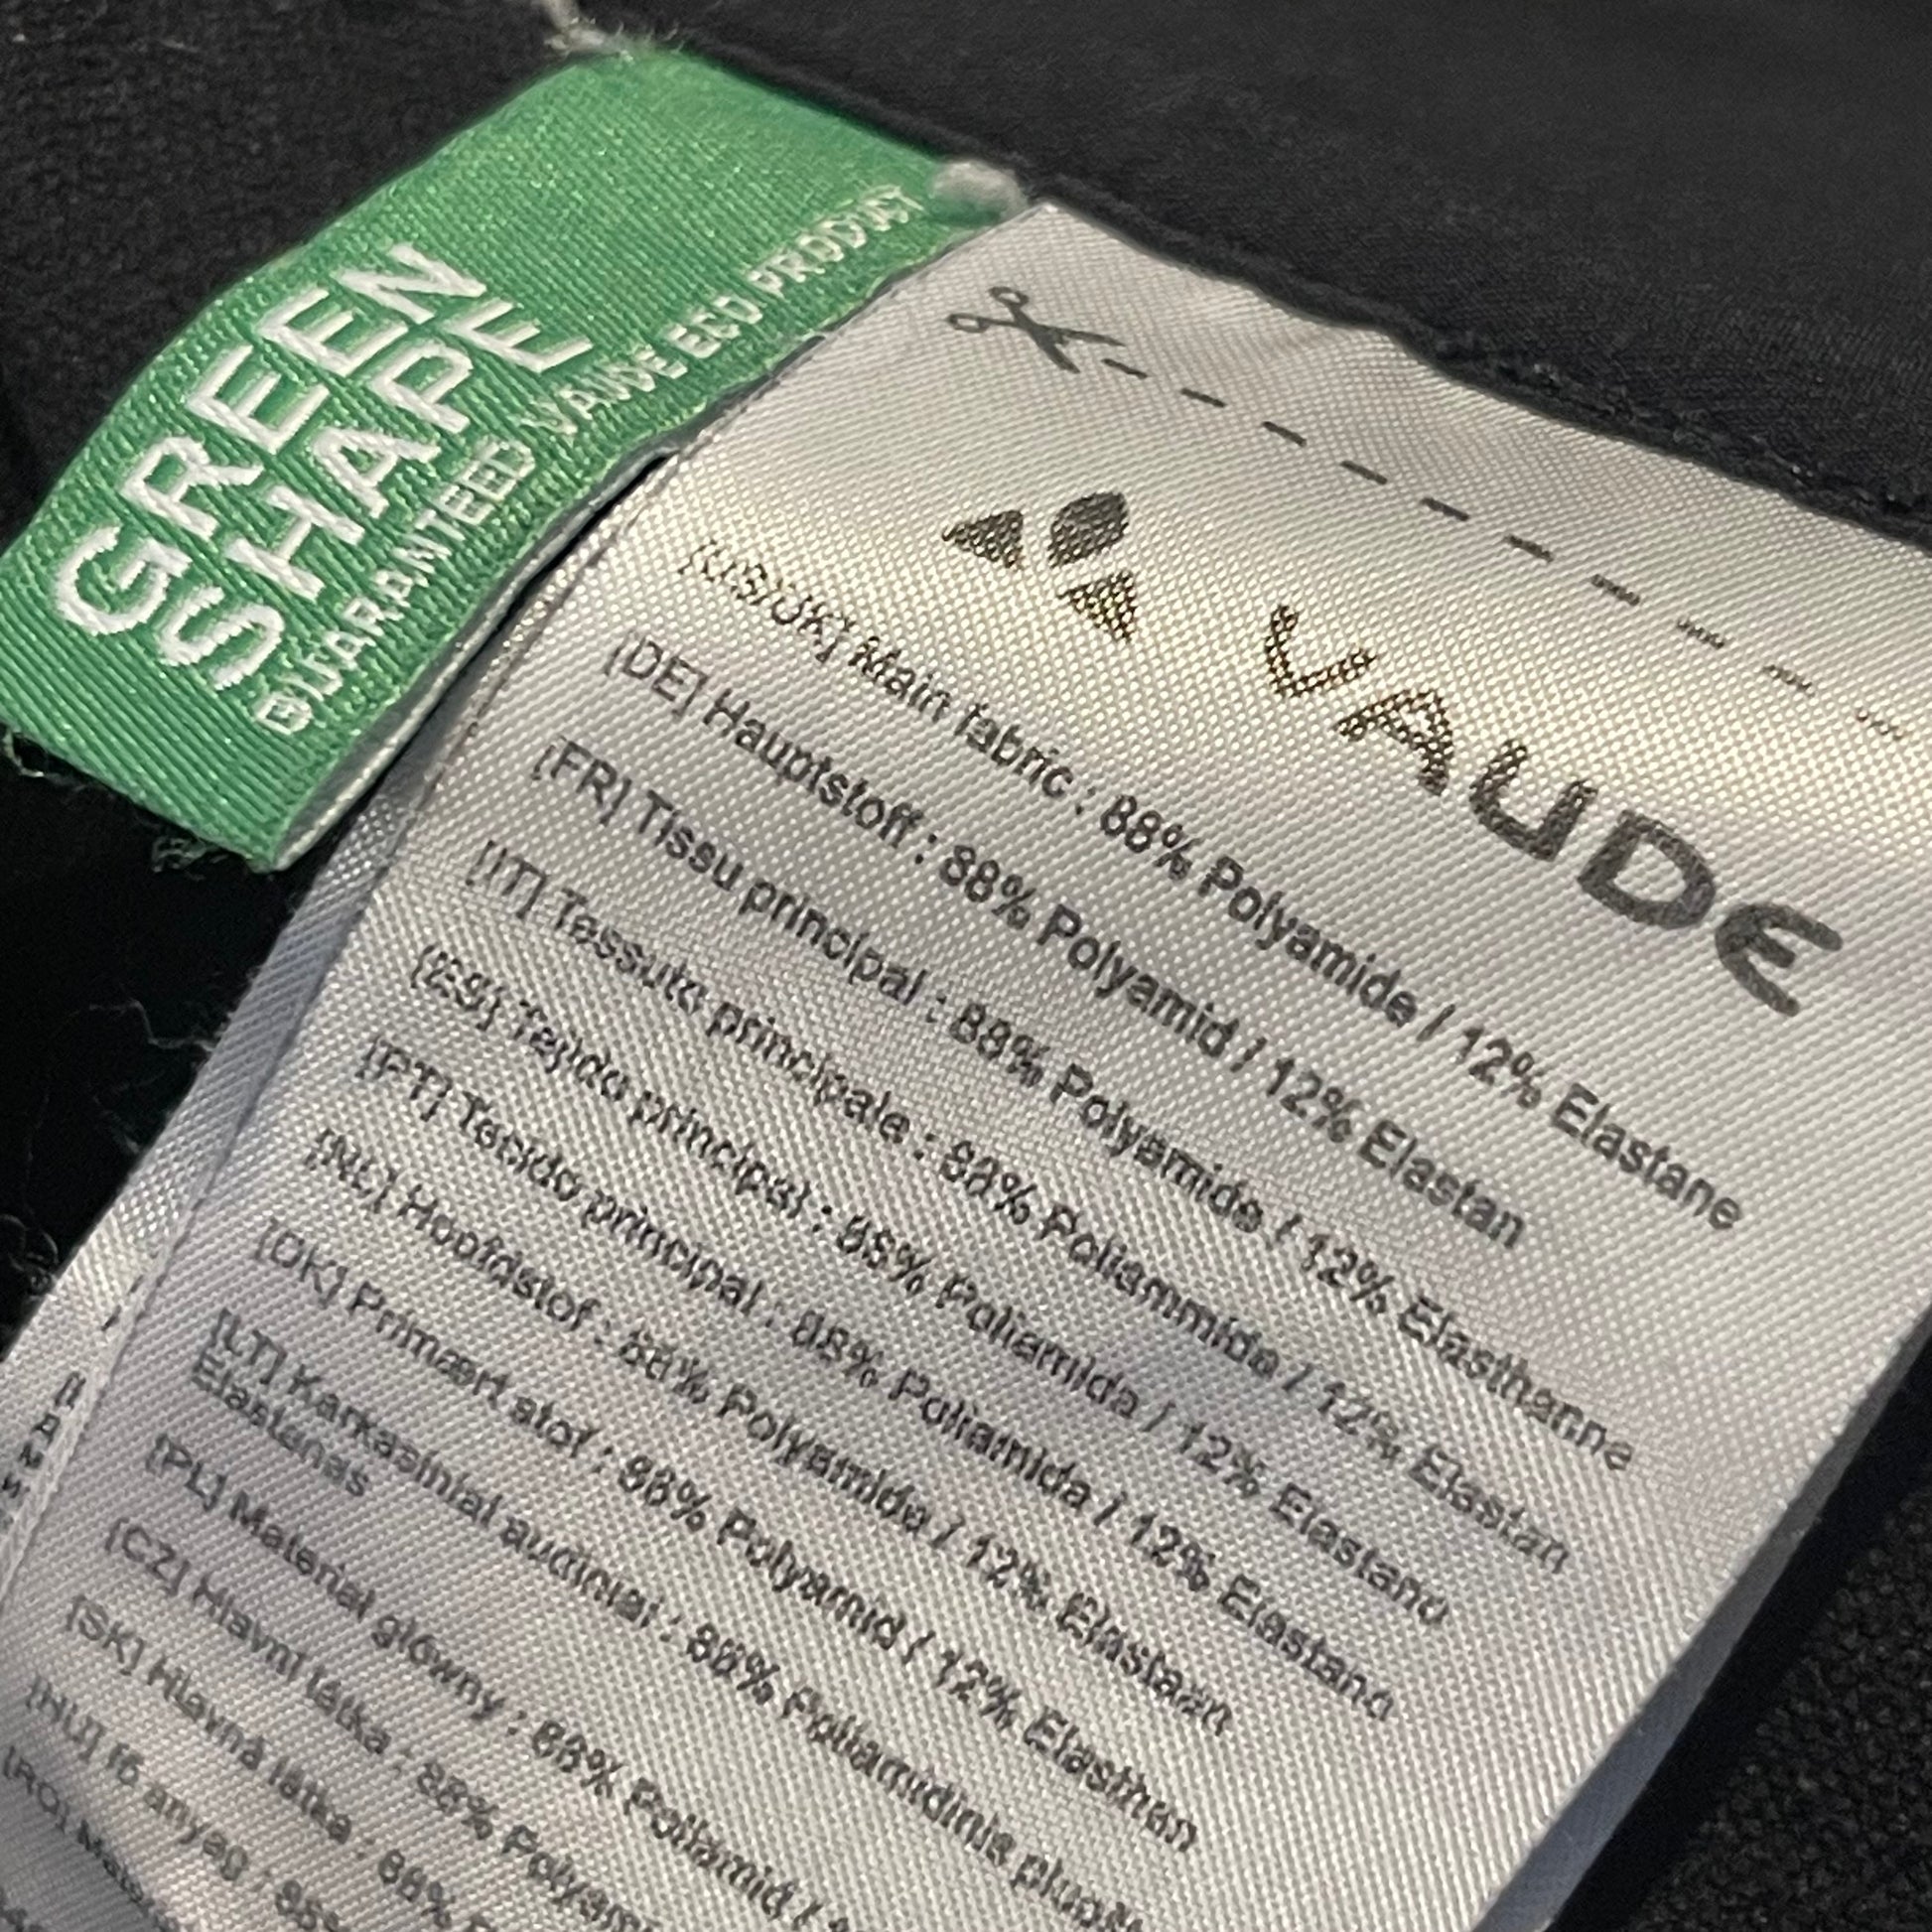 GREEN
SHAPE
GUARANTEED VAUDE ECO PRODUCT
VAUDE
[US/UK] Main fabric : 88% Polyamide / 12% Elastane
[DE] Hauptstoff : 88% Polyamid / 12% Elastan
[FR] Tissu principal : 88% Polyamide / 12% Elasthanne
[IT] Tessuto principale : 88% Poliammide / 12% Elastan
[ES] Tejido principal : 88% Poliamida / 12% Elastano
[PT] Tecido principal : 88% Poliamida / 12% Elastano
[NL] Hoofdstof : 88% Polyamide / 12% Elastaan
[DK] Primært stof : 88% Polyamid / 12% Elasthan
[LT] Karkasiniai audiniai : 88% Poliamidinis
Elastanas
[PL] Materiał główny : 88% Poliamid /
[CZ] Hlavní látka : 88%
[SK] Hlavná látka : 88%
[HU] fő anyag : 88%
[RO]